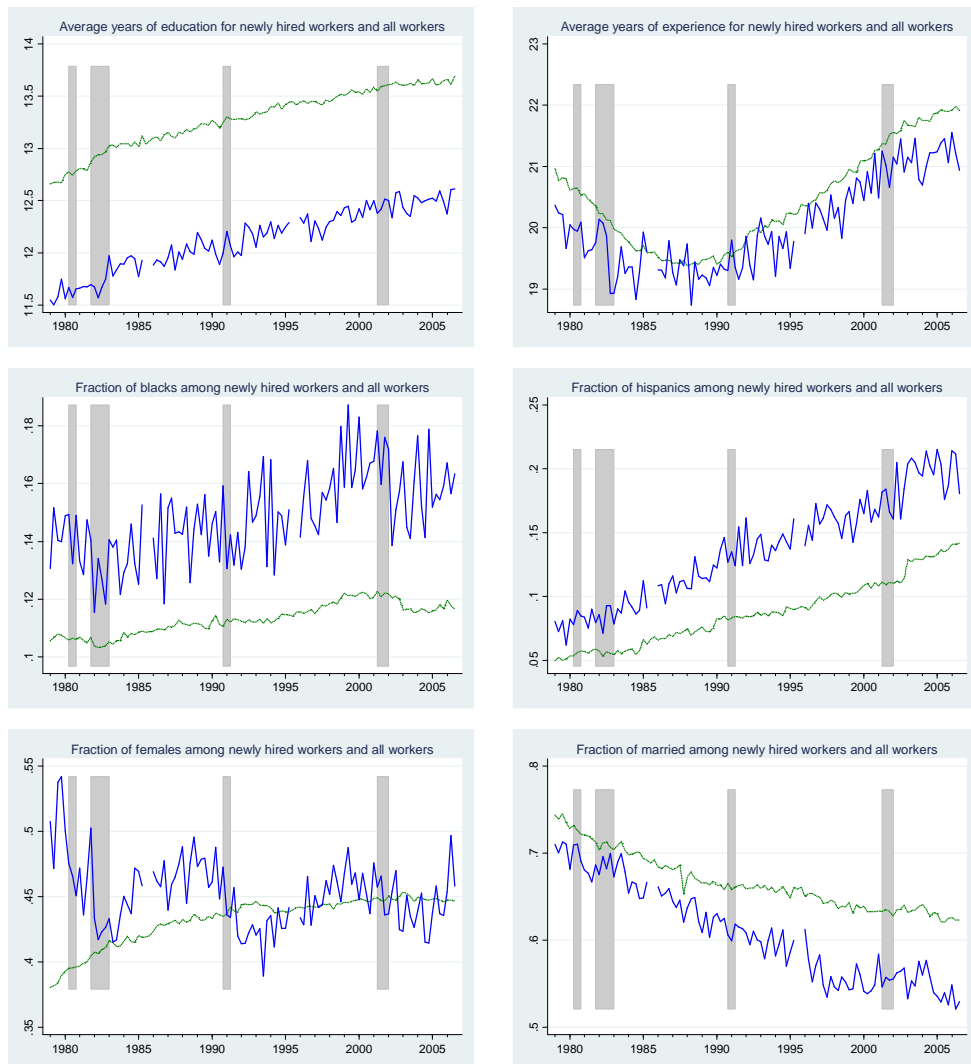 Average years of education for newly hired workers and all workers
14
13.5
13
12.5
12
11.5
1980 1985 1990 1995 2000 2005
Average years of experience for newly hired workers and all workers
23
22
21
20
19
1980 1985 1990 1995 2000 2005
Fraction of blacks among newly hired workers and all workers
.18
.16
.14
.12
.1
1980 1985 1990 1995 2000 2005
Fraction of hispanics among newly hired workers and all workers
.25
.2
.15
.1
.05
1980 1985 1990 1995 2000 2005
Fraction of females among newly hired workers and all workers
.55
.5
.45
.4
.35
1980 1985 1990 1995 2000 2005
Fraction of married among newly hired workers and all workers
.8
.7
.6
.5
1980 1985 1990 1995 2000 2005